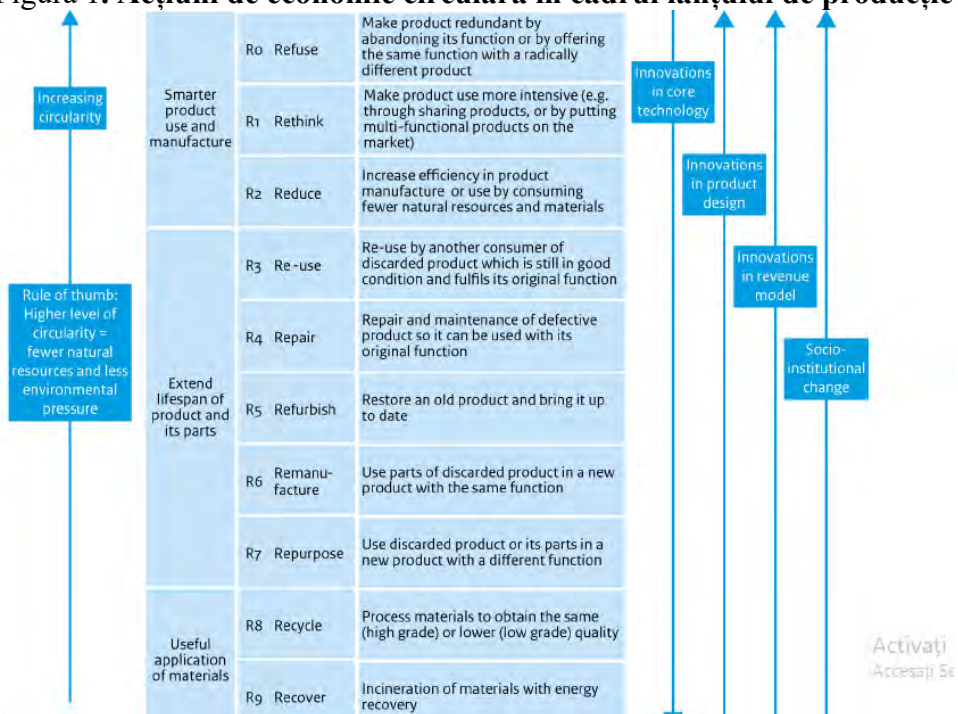 Figura 1. Acțiuni de economie circulară în cadrul lanțului de producție
Increasing
circularity
Rule of thumb:
Higher level of
circularity =
fewer natural
resources and less
environmental
pressure
Smarter
product
use and
manufacture
R0 Refuse
Make product redundant by
abandoning its function or by offering
the same function with a radically
different product
R1 Rethink
Make product use more intensive (e.g.
through sharing products, or by putting
multi-functional products on the
market)
R2 Reduce
Increase efficiency in product
manufacture or use by consuming
fewer natural resources and materials
Extend
lifespan of
product and
its parts
R3 Re-use
Re-use by another consumer of
discarded product which is still in good
condition and fulfils its original function
R4 Repair
Repair and maintenance of defective
product so it can be used with its
original function
R5 Refurbish
Restore an old product and bring it up
to date
R6 Remanu-
facture
Use parts of discarded product in a new
product with the same function
R7 Repurpose
Use discarded product or its parts in a
new product with a different function
Useful
application
of materials
R8 Recycle
Process materials to obtain the same
(high grade) or lower (low grade) quality
R9 Recover
Incineration of materials with energy
recovery
Innovations
in core
technology
Innovations
in product
design
Innovations
in revenue
model
Socio-
institutional
change
Activați
Accesați Se